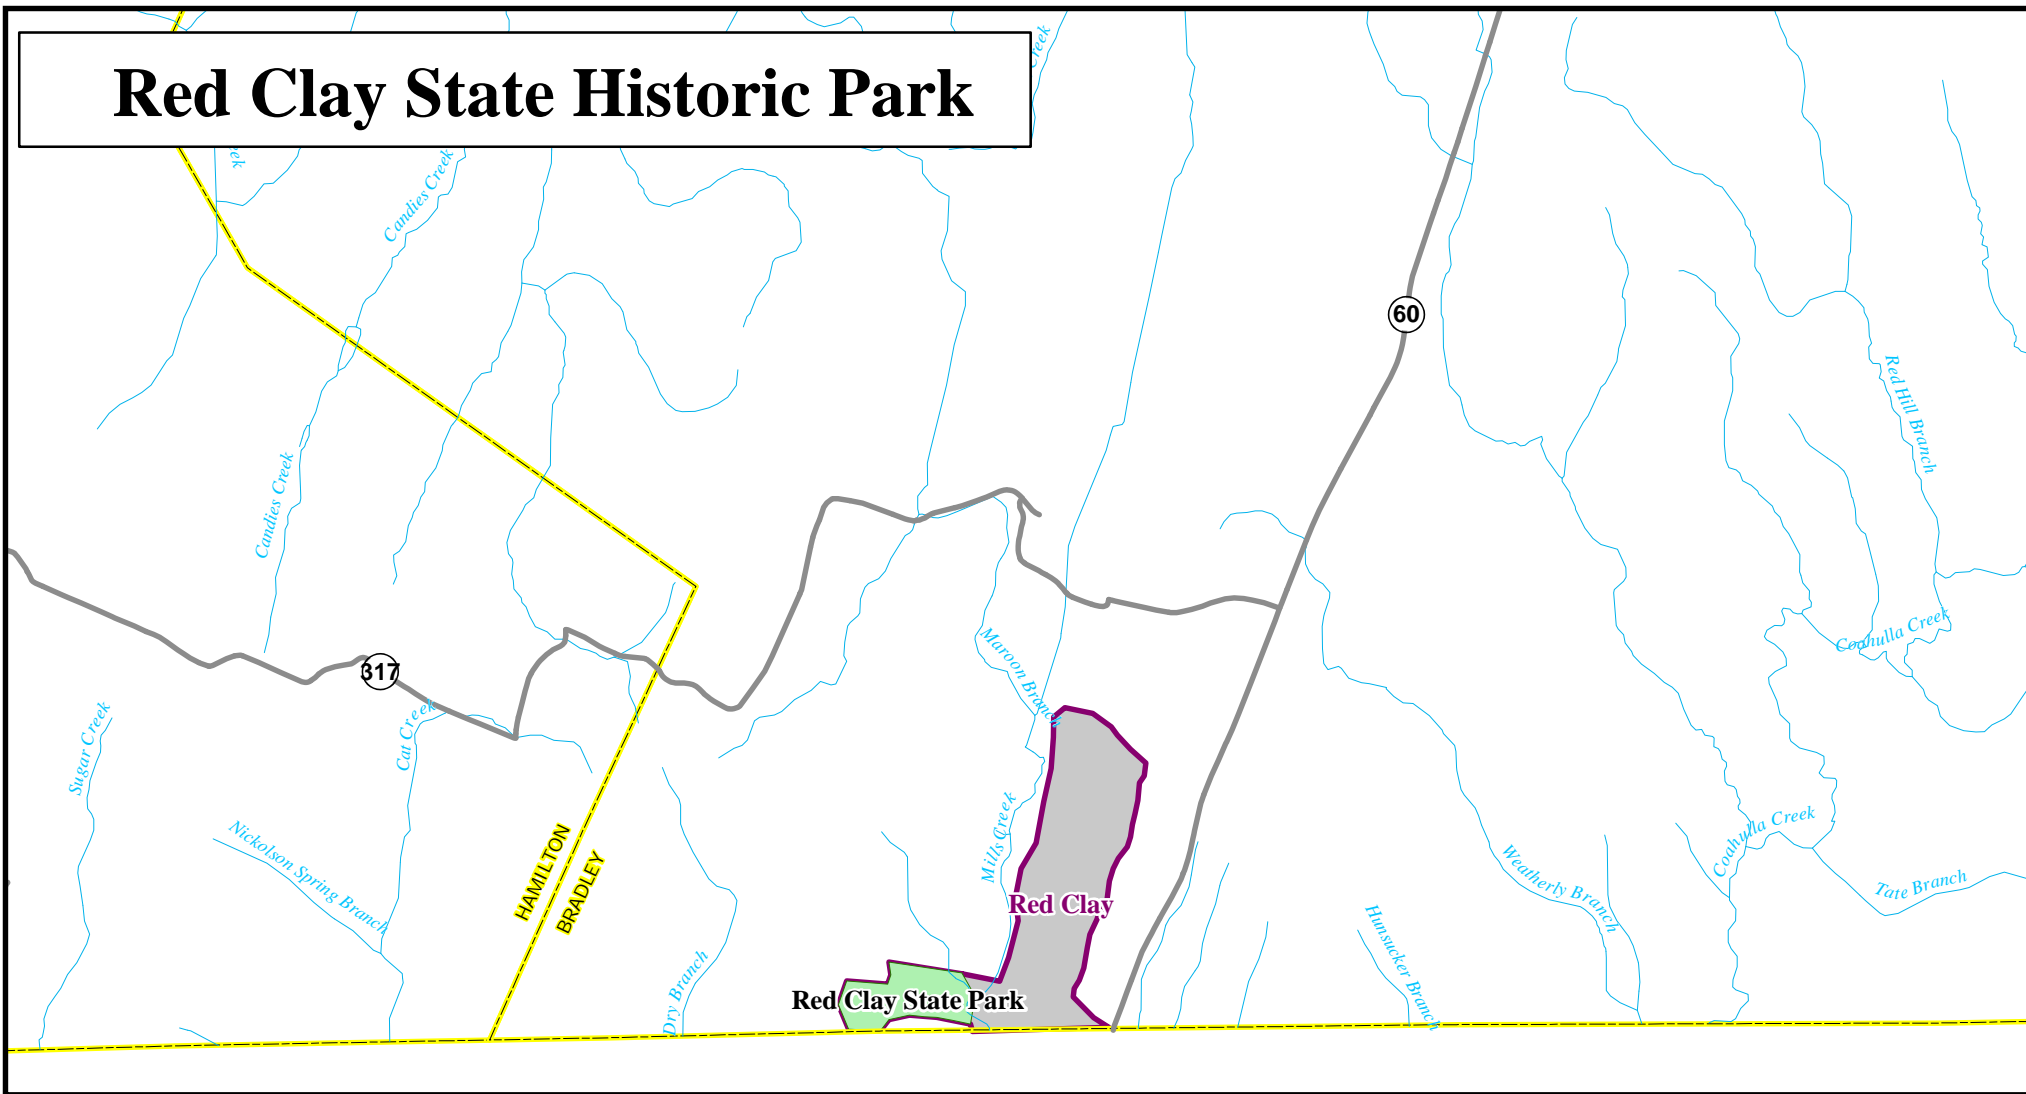 Red Clay State Historic Park
Creek
eek
Candies Creek
60
Red Hill Branch
Candies Creek
Coahulla Creek
Maroon Branch
317
Cat Creek
Sugar Creek
Mills Creek
Coahulla Creek
Nickolson Spring Branch
HAMILTON
BRADLEY
Weatherly Branch
Tate Branch
Red Clay
Hunsucker Branch
Dry Branch
Red Clay State Park